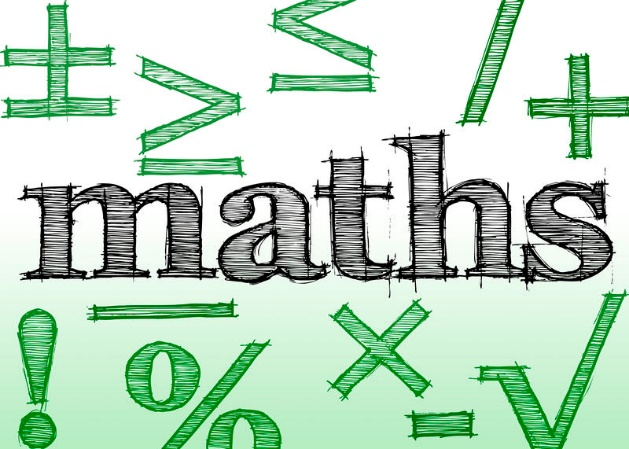 ± ≥ ≤ / +
maths
! — % × - √